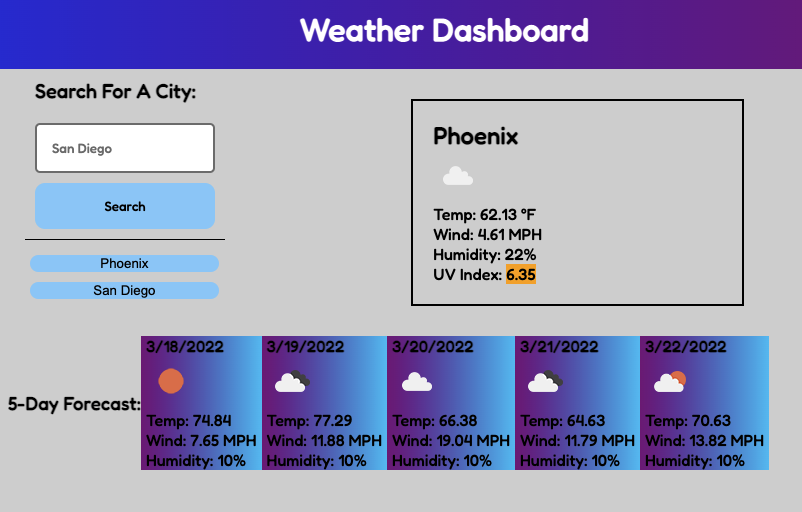 Weather Dashboard
Search For A City:
San Diego
Search
Phoenix
San Diego
Phoenix
Temp: 62.13 °F
Wind: 4.61 MPH
Humidity: 22%
UV Index: 6.35
5-Day Forecast:
3/18/2022
Temp: 74.84
Wind: 7.65 MPH
Humidity: 10%
3/19/2022
Temp: 77.29
Wind: 11.88 MPH
Humidity: 10%
3/20/2022
Temp: 66.38
Wind: 19.04 MPH
Humidity: 10%
3/21/2022
Temp: 64.63
Wind: 11.79 MPH
Humidity: 10%
3/22/2022
Temp: 70.63
Wind: 13.82 MPH
Humidity: 10%